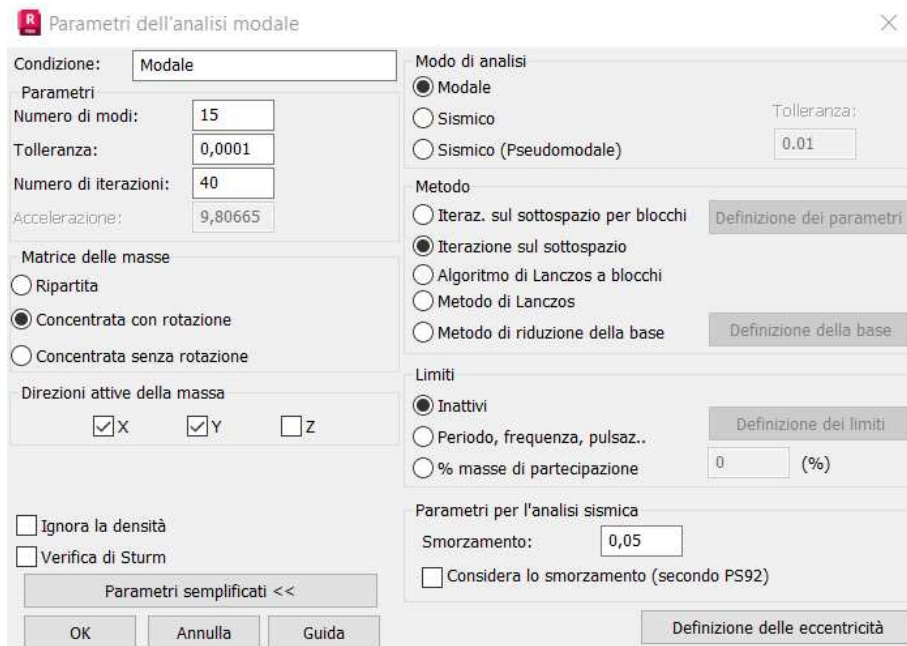 Parametri dell'analisi modale
Condizione: Modale
Parametri
Numero di modi: 15
Tolleranza: 0,0001
Numero di iterazioni: 40
Accelerazione: 9,80665
Matrice delle masse
Ripartita
Concentrata con rotazione
Concentrata senza rotazione
Direzioni attive della massa
X Y Z
Ignora la densità
Verifica di Sturm
Parametri semplificati <<
OK Annulla Guida
Modo di analisi
Modale
Sismico
Sismico (Pseudomodale)
Tolleranza:
0.01
Metodo
Iteraz. sul sottospazio per blocchi Definizione dei parametri
Iterazione sul sottospazio
Algoritmo di Lanczos a blocchi
Metodo di Lanczos
Metodo di riduzione della base Definizione della base
Limiti
Inattivi
Periodo, frequenza, pulsaz.. Definizione dei limiti
% masse di partecipazione 0 (%)
Parametri per l'analisi sismica
Smorzamento: 0,05
Considera lo smorzamento (secondo PS92)
Definizione delle eccentricità